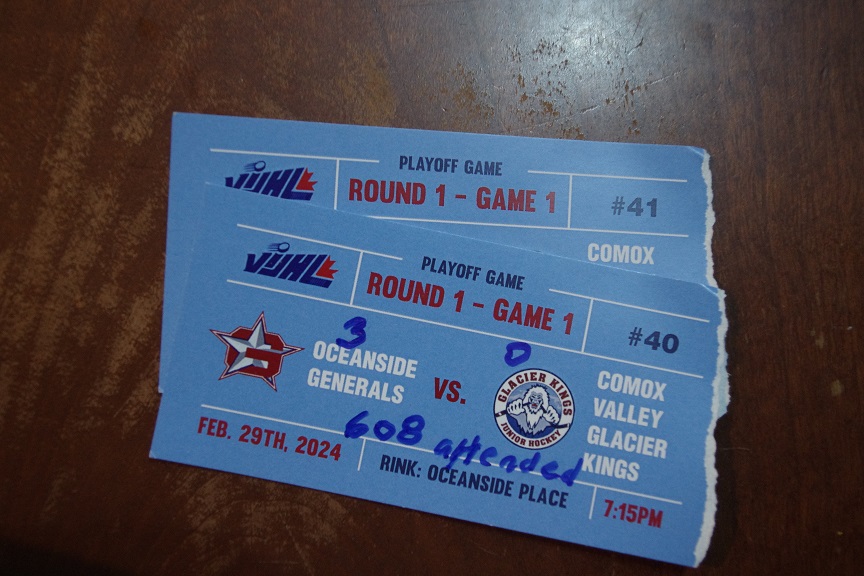 PLAYOFF GAME
VIJHL
ROUND 1 - GAME 1
#41
COMOX
PLAYOFF GAME
VIJHL
ROUND 1 - GAME 1
#40
3
0
OCEANSIDE
GENERALS
VS.
GLACIER KINGS
JUNIOR HOCKEY
COMOX
VALLEY
GLACIER
KINGS
FEB. 29TH, 2024
608 attended
RINK: OCEANSIDE PLACE
7:15PM